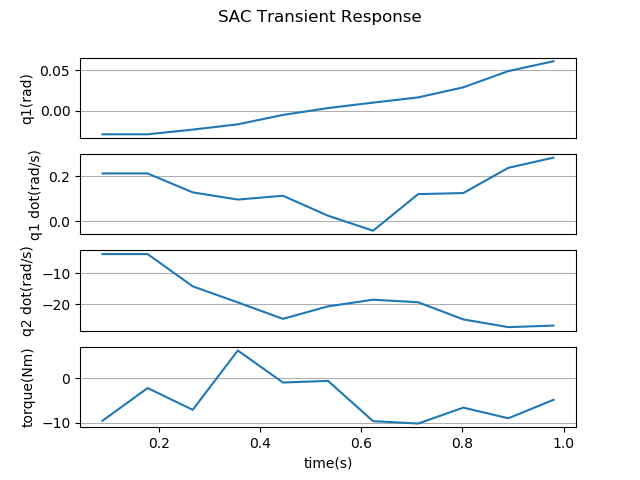 SAC Transient Response
q1(rad)
0.05
0.00
q1 dot(rad/s)
0.2
0.0
q2 dot(rad/s)
−10
−20
torque(Nm)
0
−10
0.2 0.4 0.6 0.8 1.0
time(s)